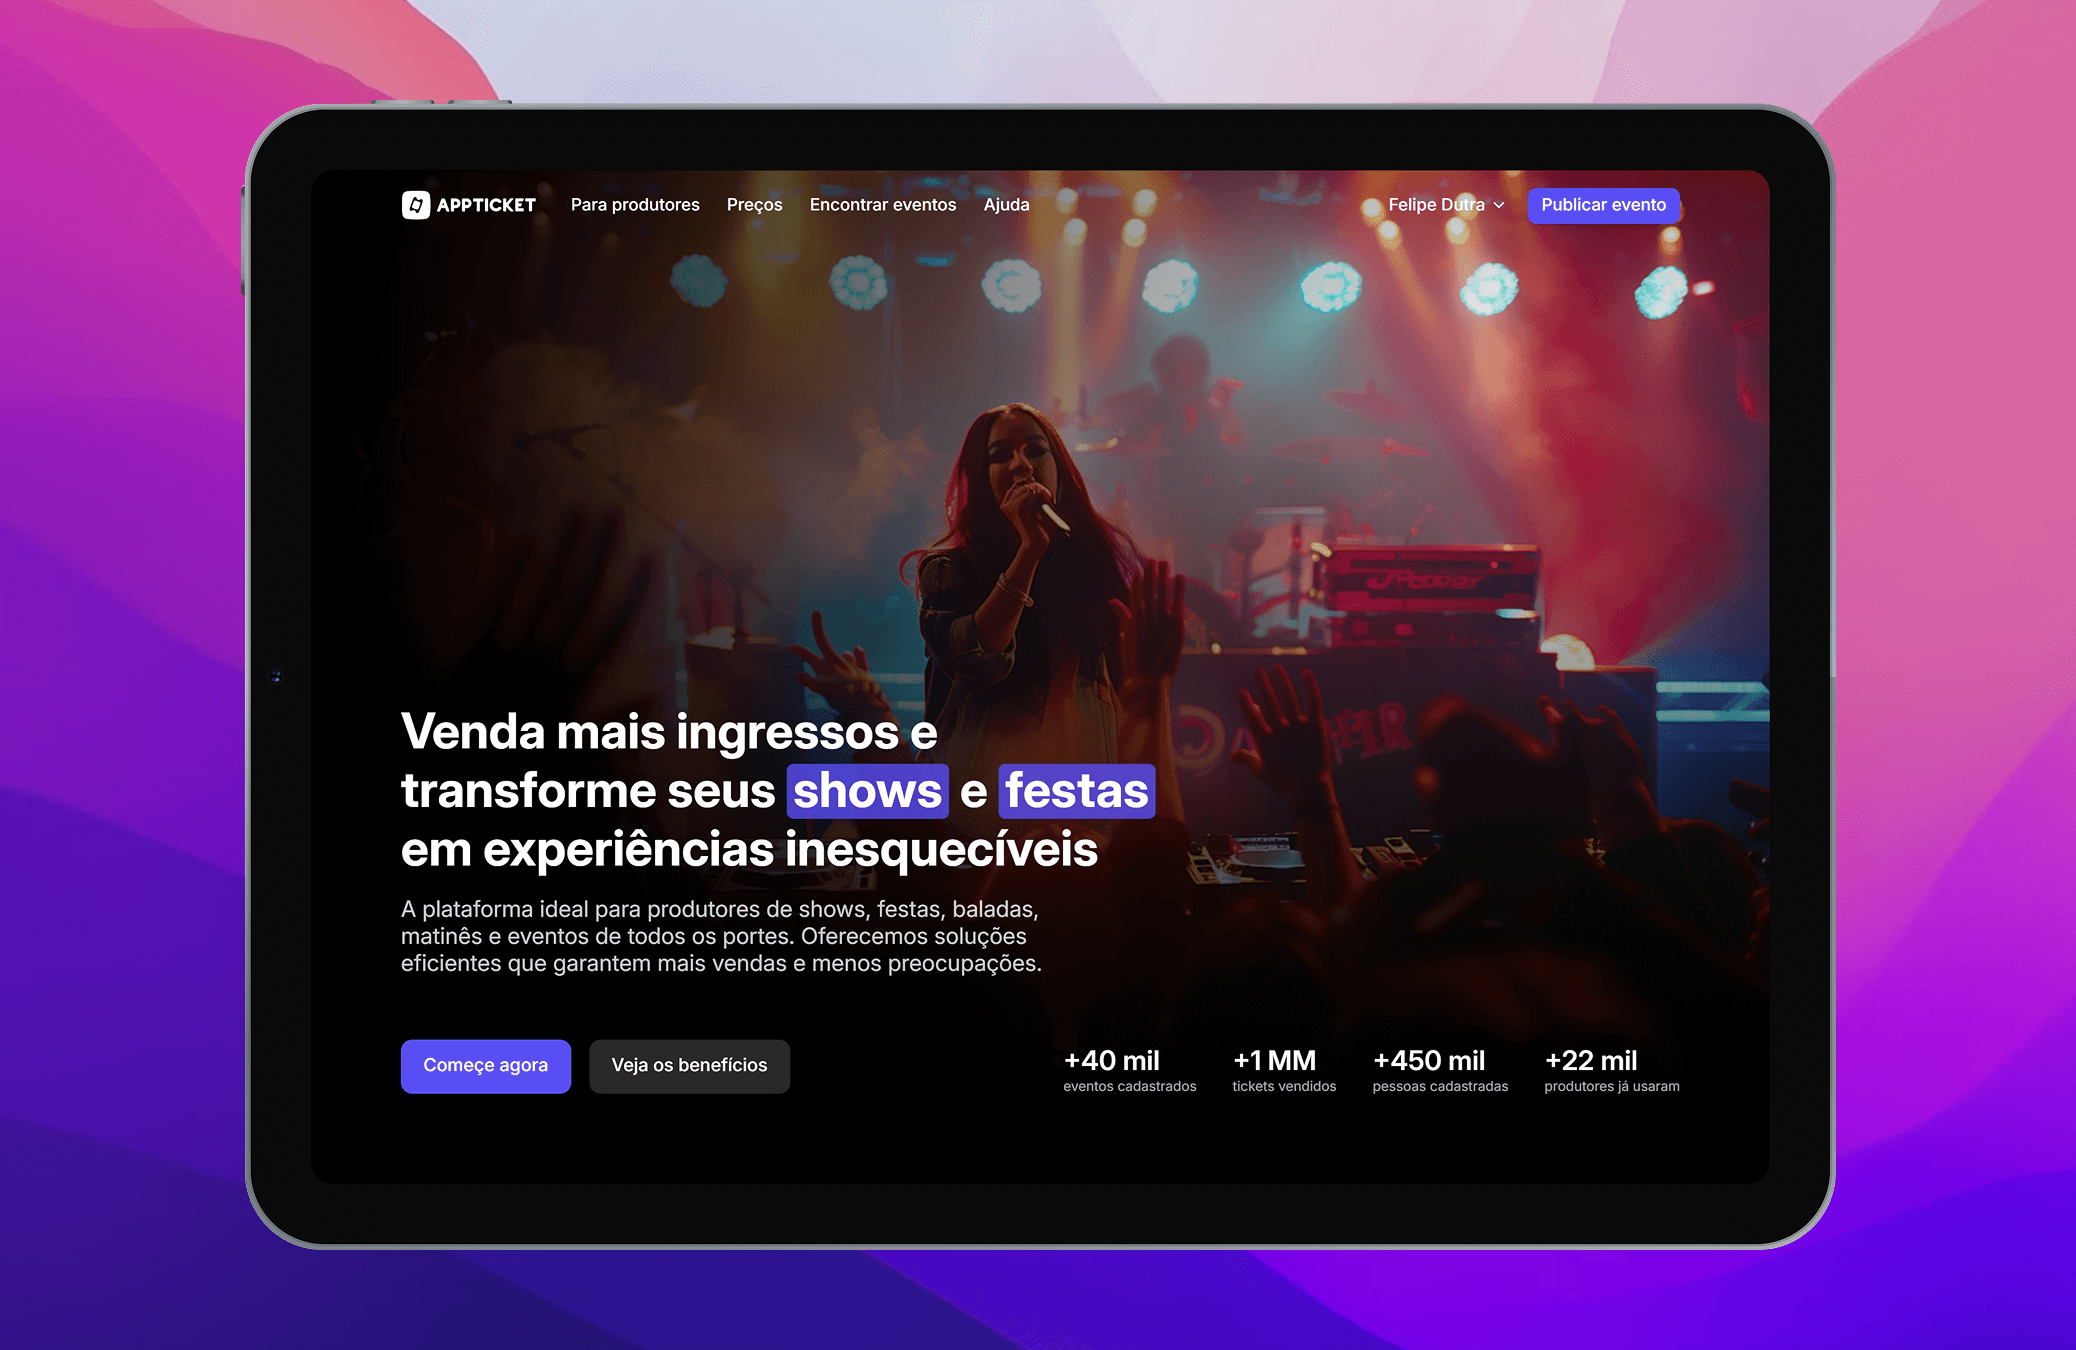 APPTICKET Para produtores Preços Encontrar eventos Ajuda Felipe Dutra Publicar evento
Venda mais ingressos e
transforme seus shows e festas
em experiências inesquecíveis
A plataforma ideal para produtores de shows, festas, baladas,
matinês e eventos de todos os portes. Oferecemos soluções
eficientes que garantem mais vendas e menos preocupações.
Começe agora Veja os benefícios
+40 mil +1 MM +450 mil +22 mil
eventos cadastrados tickets vendidos pessoas cadastradas produtores já usaram